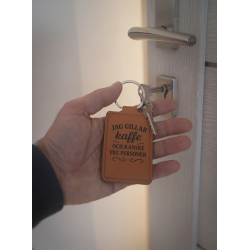 JAG GILLAR
kaffe
OCH KANSKE
TRE PERSONER